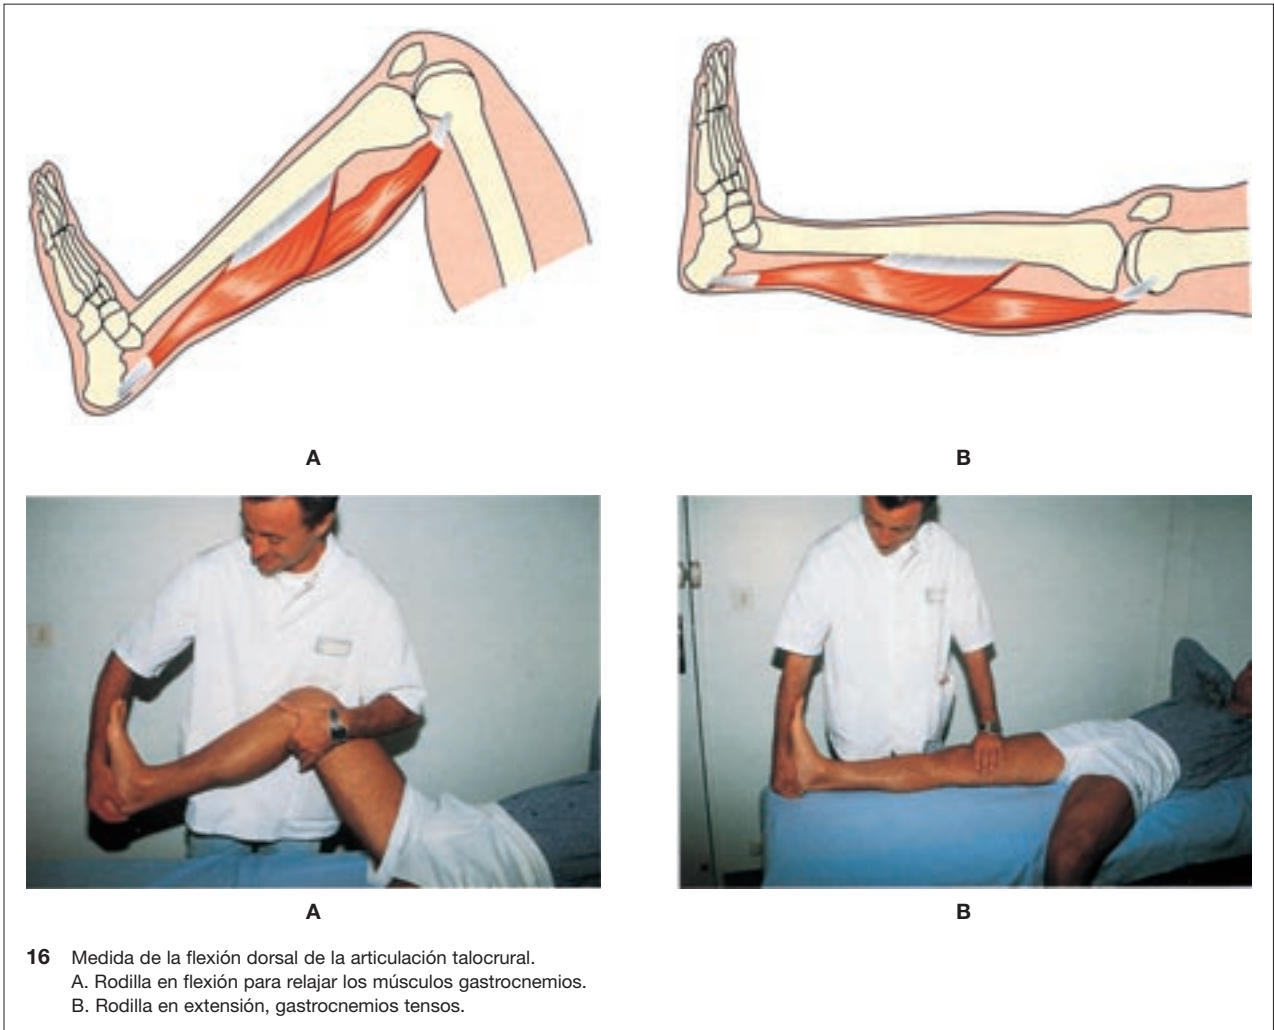 A
B
A
B
16 Medida de la flexión dorsal de la articulación talocrural.
A. Rodilla en flexión para relajar los músculos gastrocnemios.
B. Rodilla en extensión, gastrocnemios tensos.